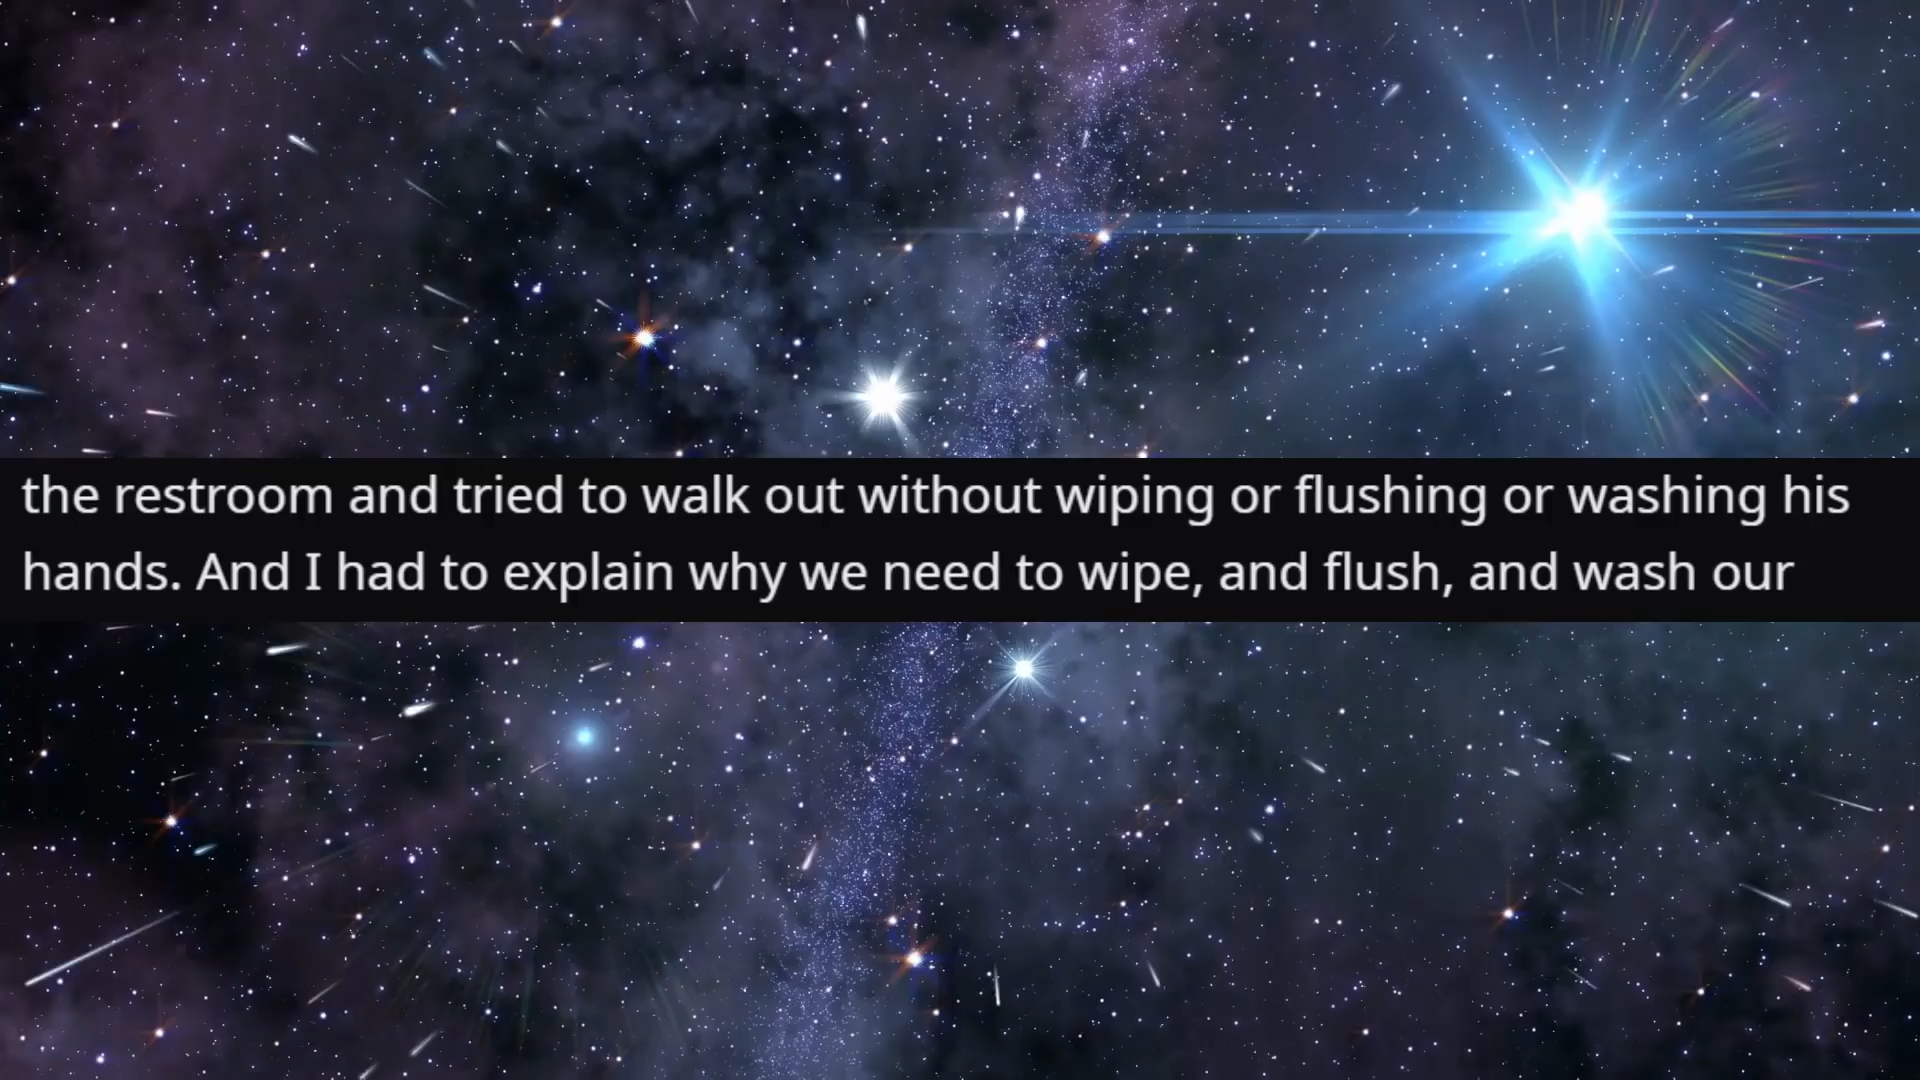 the restroom and tried to walk out without wiping or flushing or washing his
hands. And I had to explain why we need to wipe, and flush, and wash our